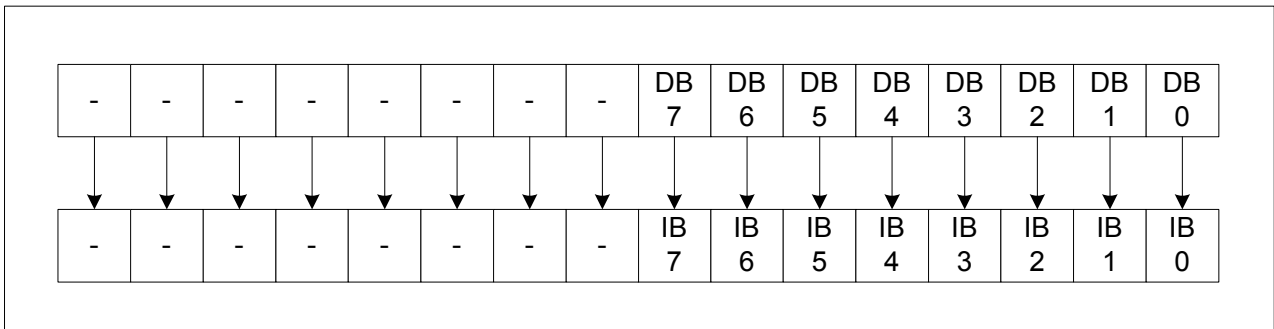 - - - - - - - - DB 7 DB 6 DB 5 DB 4 DB 3 DB 2 DB 1 DB 0
- - - - - - - - IB 7 IB 6 IB 5 IB 4 IB 3 IB 2 IB 1 IB 0